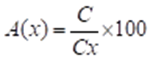 A(x) = C/Cx × 100